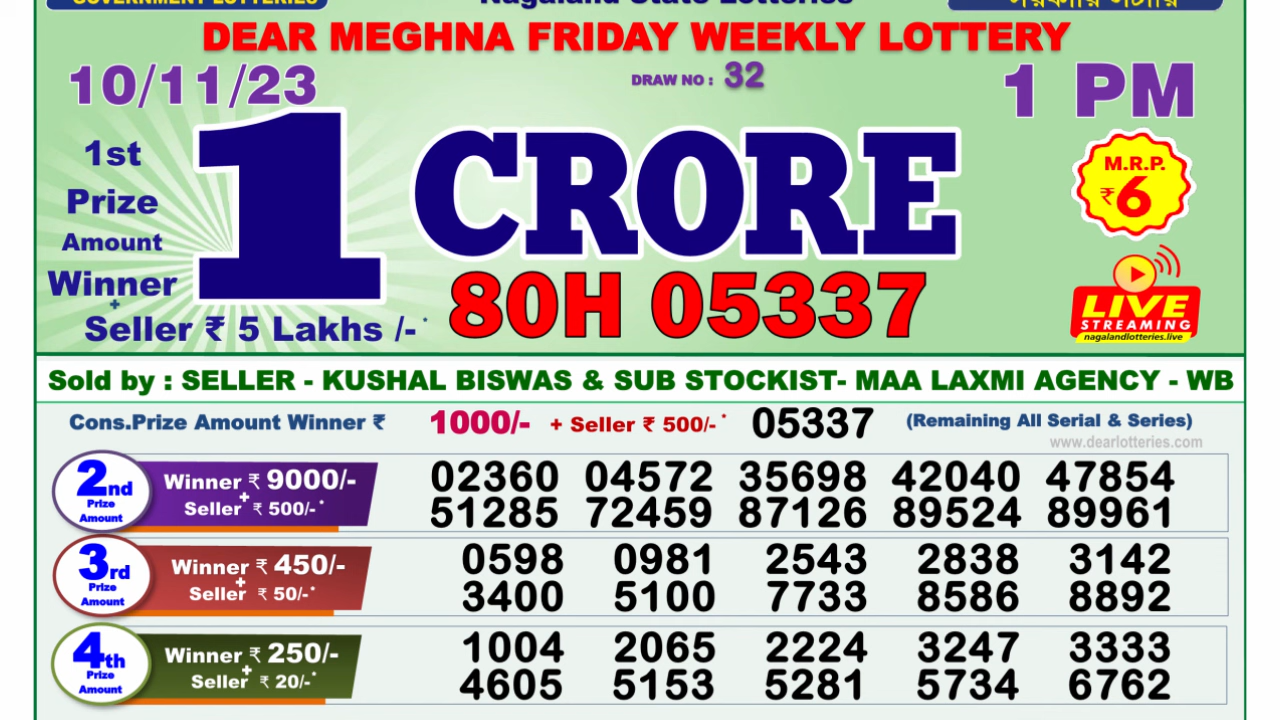 GOVERNMENT LOTTERIES
Nagaland State Lotteries
DEAR MEGHNA FRIDAY WEEKLY LOTTERY
10/11/23
DRAW NO : 32
1 PM
1st
Prize
Amount
Winner
+
Seller ₹ 5 Lakhs /-*
1 CRORE
80H 05337
M.R.P.
₹6
LIVE
STREAMING
nagalandlotteries.live
Sold by : SELLER - KUSHAL BISWAS & SUB STOCKIST- MAA LAXMI AGENCY - WB
Cons.Prize Amount Winner ₹ 1000/- + Seller ₹ 500/-* 05337 (Remaining All Serial & Series)
www.dearlotteries.com
2nd
Prize
Amount
Winner ₹ 9000/-
+
Seller ₹ 500/-*
02360 04572 35698 42040 47854
51285 72459 87126 89524 89961
3rd
Prize
Amount
Winner ₹ 450/-
+
Seller ₹ 50/-*
0598 0981 2543 2838 3142
3400 5100 7733 8586 8892
4th
Prize
Amount
Winner ₹ 250/-
+
Seller ₹ 20/-*
1004 2065 2224 3247 3333
4605 5153 5281 5734 6762